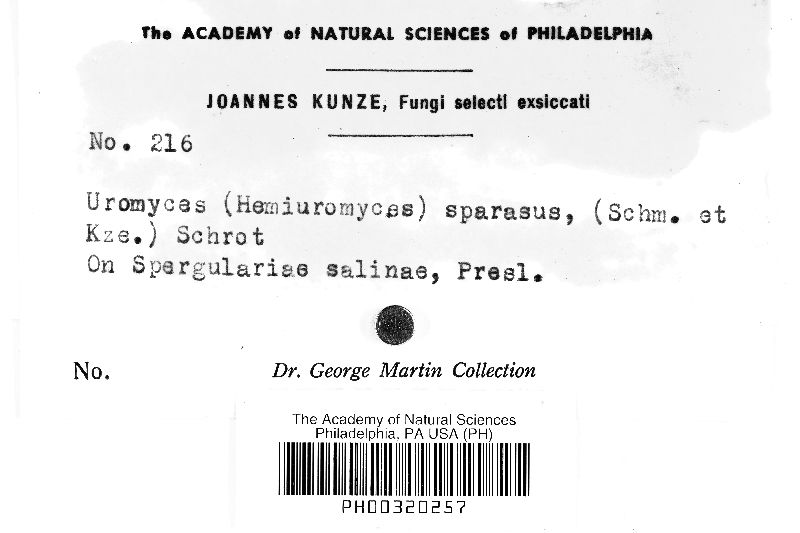 The ACADEMY of NATURAL SCIENCES of PHILADELPHIA
JOANNES KUNZE, Fungi selecti exsiccati
No. 216
Uromyces (Hemiuromyces) sparasus, (Schm. et
Kze.) Schrot
On Spergulariae salinae, Presl.
No.
Dr. George Martin Collection
The Academy of Natural Sciences
Philadelphia, PA USA (PH)
PH00320257